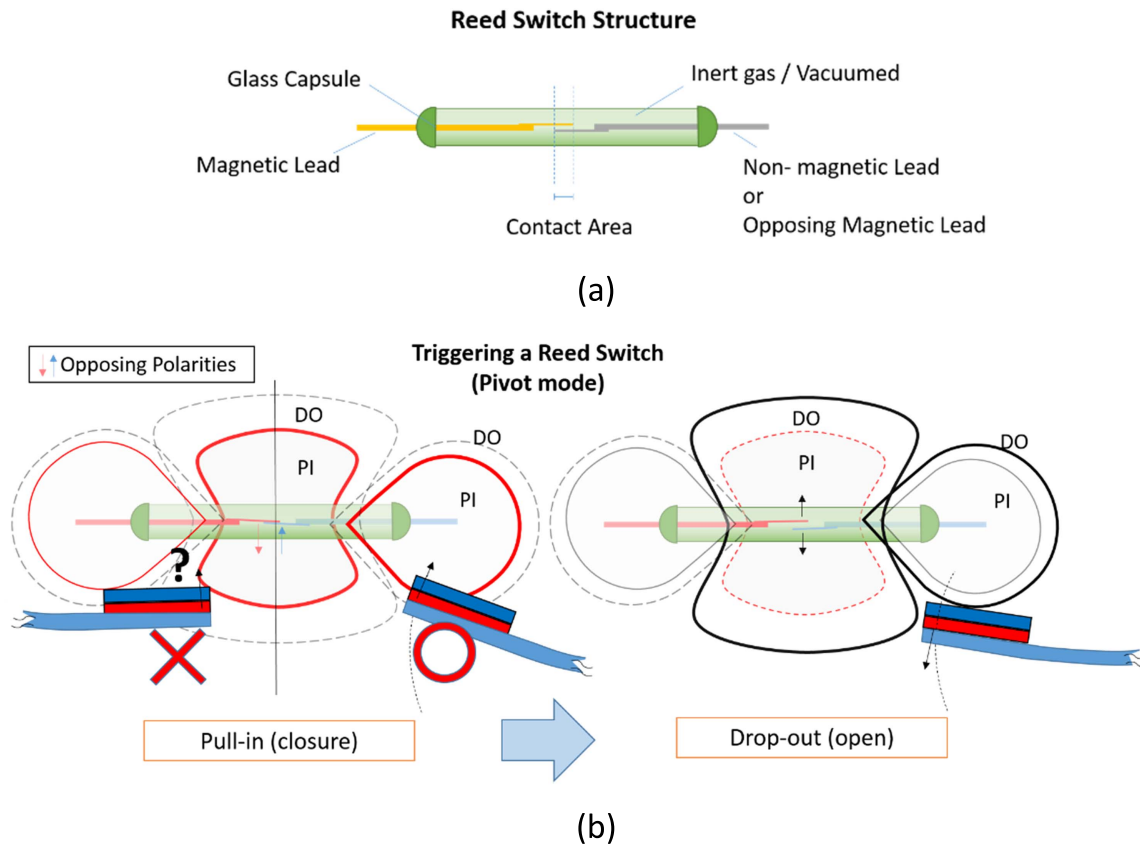 Reed Switch Structure
Glass Capsule
Inert gas / Vacuumed
Magnetic Lead
Non- magnetic Lead
or
Opposing Magnetic Lead
Contact Area
(a)
Opposing Polarities
Triggering a Reed Switch
(Pivot mode)
DO
PI
DO
PI
?
DO
PI
DO
PI
Pull-in (closure)
Drop-out (open)
(b)